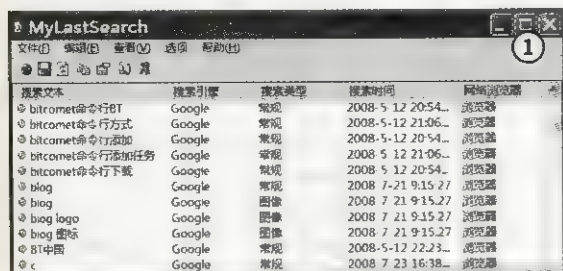 MyLastSearch
文件(F) 编辑(E) 查看(V) 选项 帮助(H)
1
搜索文本 搜索引擎 搜索类型 搜索时间 网络浏览器
bitcomet命令行BT Google 常规 2008-5-12 20:54... 浏览器
bitcomet命令行方式 Google 常规 2008-5-12 21:06... 浏览器
bitcomet命令行添加 Google 常规 2008-5-12 20:54... 浏览器
bitcomet命令行添加任务 Google 常规 2008-5-12 21:06... 浏览器
bitcomet命令行下载 Google 常规 2008-5-12 20:54... 浏览器
blog Google 常规 2008-7-21 9:15:27 浏览器
blog Google 图像 2008-7-21 9:15:27 浏览器
blog logo Google 图像 2008-7-21 9:15:27 浏览器
blog 图标 Google 图像 2008-7-21 9:15:27 浏览器
BT中国 Google 常规 2008-5-12 22:23... 浏览器
c Google 常规 2008-7-23 16:38... 浏览器